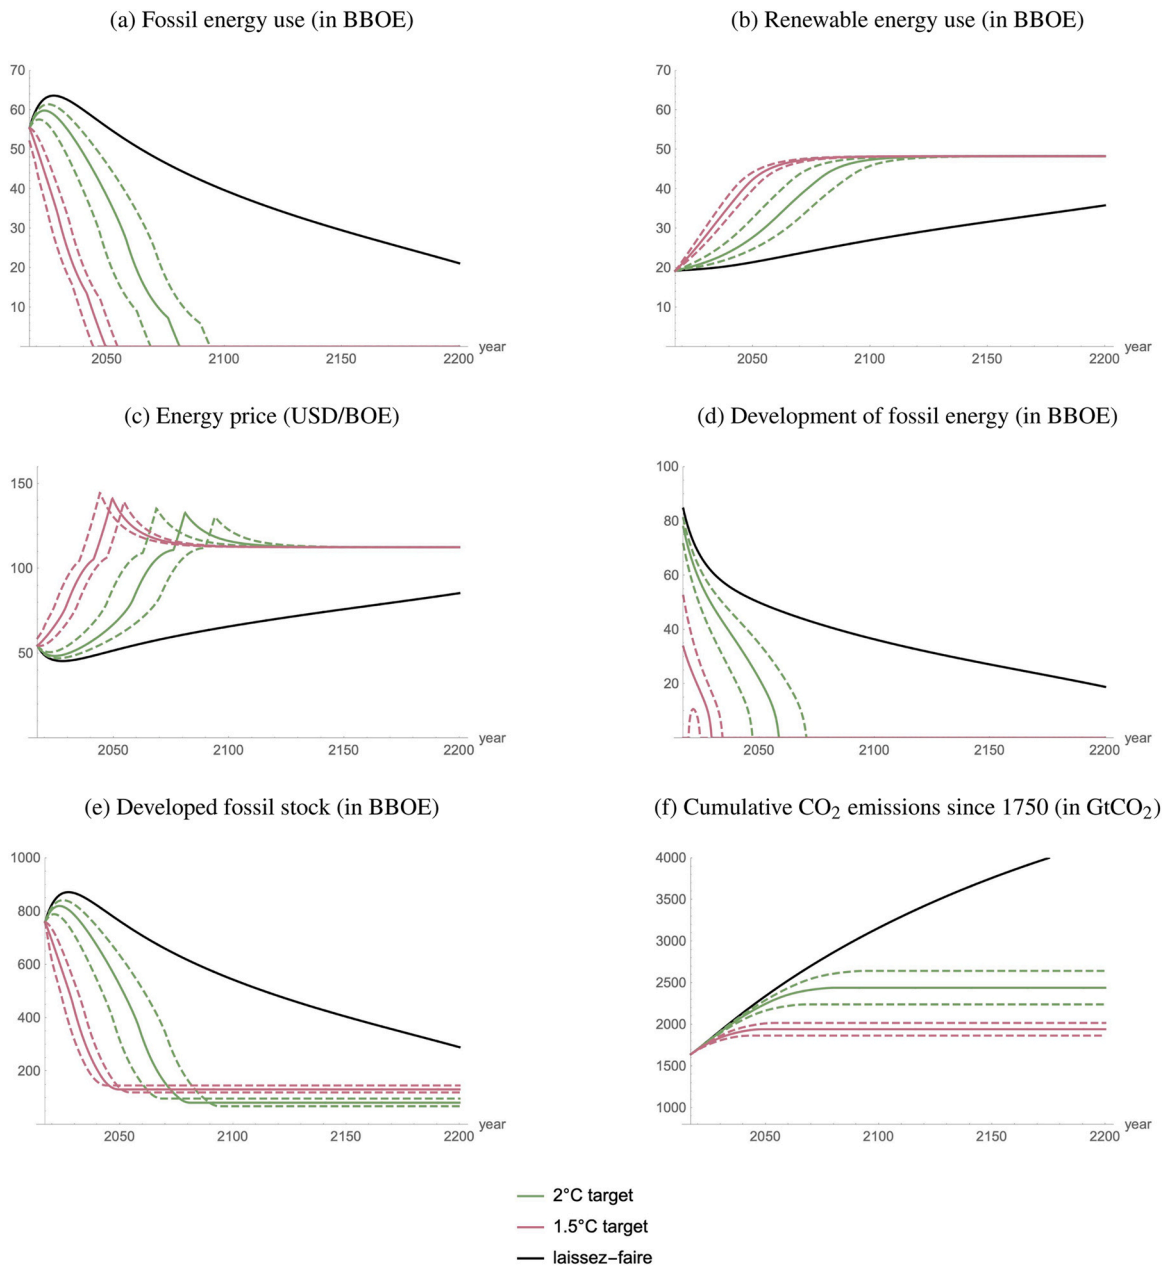 (a) Fossil energy use (in BBOE)
70
60
50
40
30
20
10
2050 2100 2150 2200 year
(b) Renewable energy use (in BBOE)
70
60
50
40
30
20
10
2050 2100 2150 2200 year
(c) Energy price (USD/BOE)
150
100
50
2050 2100 2150 2200 year
(d) Development of fossil energy (in BBOE)
100
80
60
40
20
2050 2100 2150 2200 year
(e) Developed fossil stock (in BBOE)
1000
800
600
400
200
2050 2100 2150 2200 year
(f) Cumulative CO₂ emissions since 1750 (in GtCO₂)
4000
3500
3000
2500
2000
1500
1000
2050 2100 2150 2200 year
2°C target
1.5°C target
laissez–faire